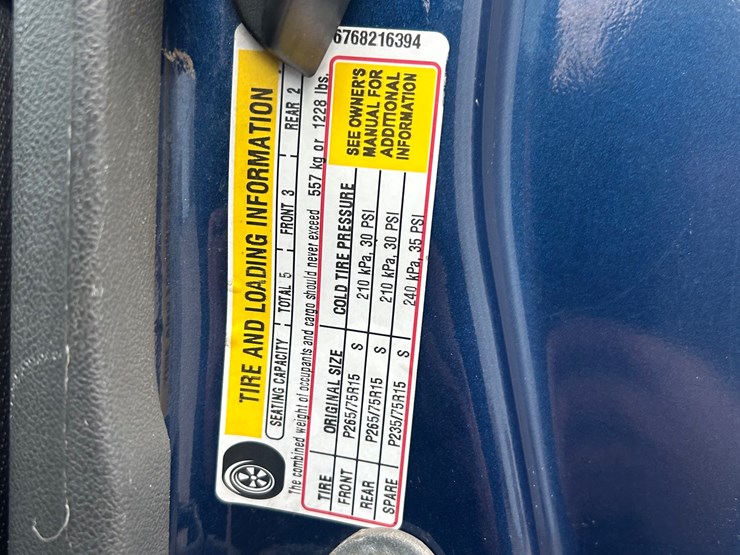 6768216394
TIRE AND LOADING INFORMATION
SEATING CAPACITY TOTAL 5 FRONT 3 REAR 2
The combined weight of occupants and cargo should never exceed 557 kg or 1228 lbs.
TIRE ORIGINAL SIZE COLD TIRE PRESSURE
FRONT P265/75R15 S 210 kPa, 30 PSI
REAR P265/75R15 S 210 kPa, 30 PSI
SPARE P235/75R15 S 240 kPa, 35 PSI
SEE OWNER'S
MANUAL FOR
ADDITIONAL
INFORMATION